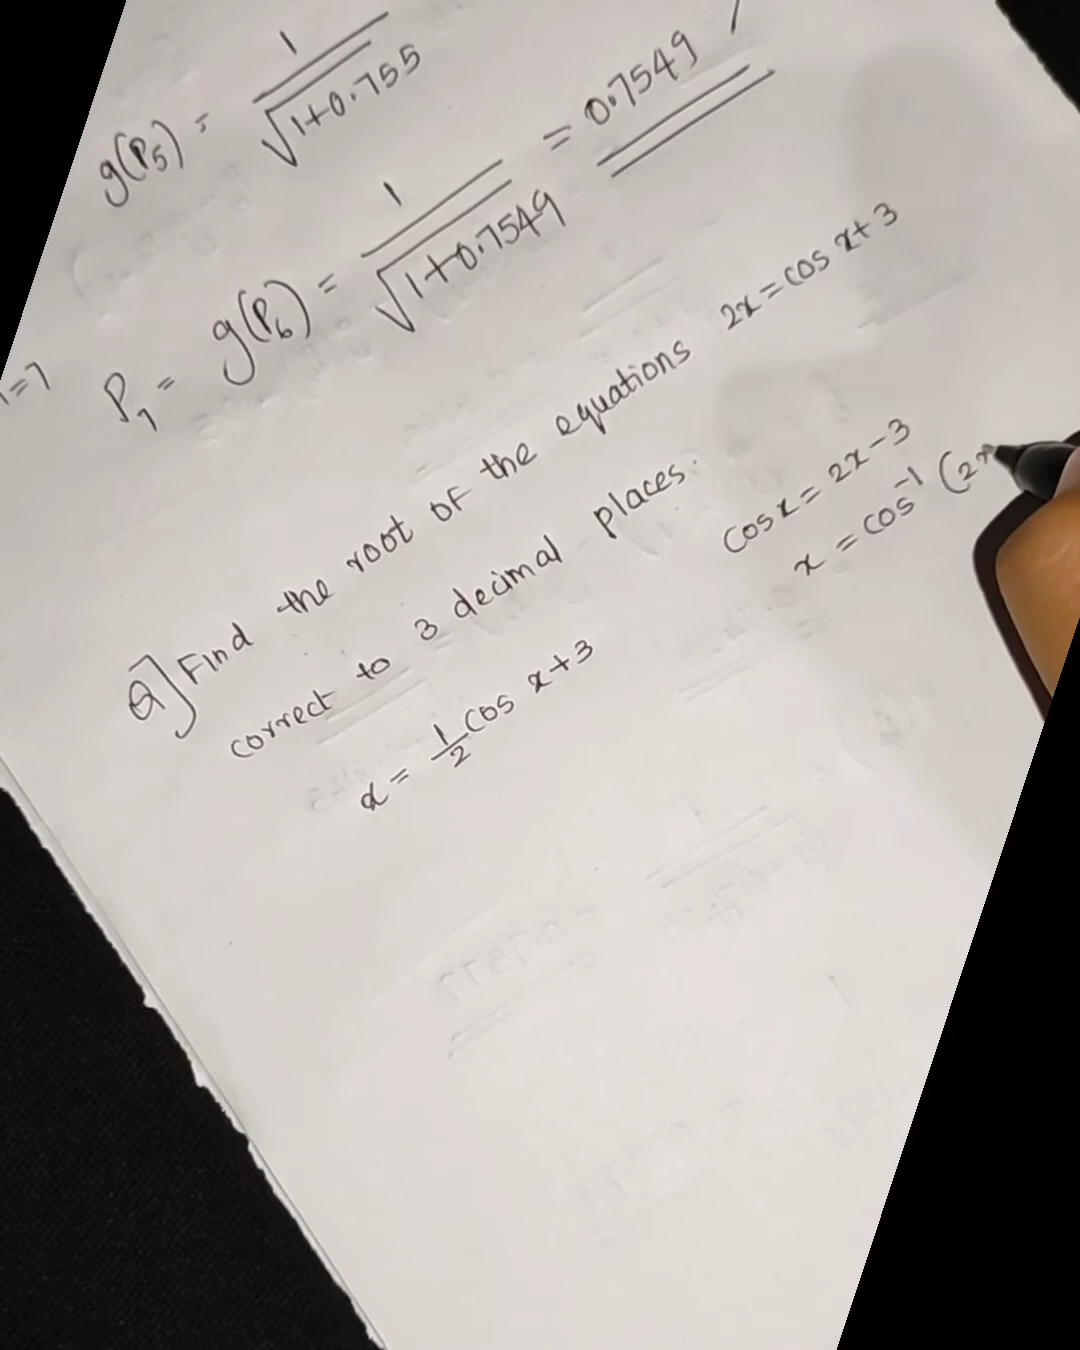 g(P₅) = 1/√1+0.755
P₇ = g(P₆) = 1/√1+0.7549 = 0.7549
Q] Find the root of the equations 2x = cos x+3
correct to 3 decimal places.
x = 1/2 cos x+3
cos x = 2x-3
x = cos⁻¹ (2x